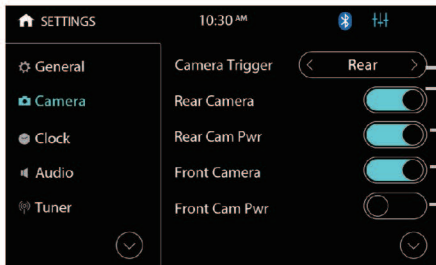 SETTINGS 10:30 AM
General
Camera
Clock
Audio
Tuner
Camera Trigger Rear
Rear Camera
Rear Cam Pwr
Front Camera
Front Cam Pwr